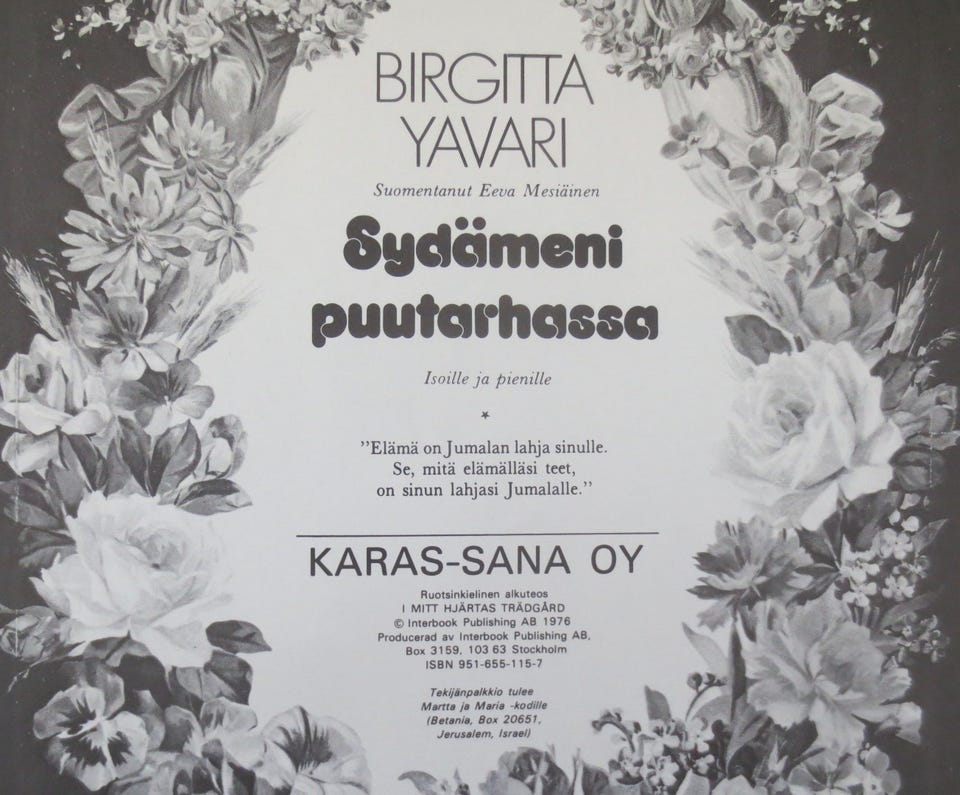 BIRGITTA
YAVARI
Suomentanut Eeva Mesiäinen
Sydämeni
puutarhassa
Isoille ja pienille
"Elämä on Jumalan lahja sinulle.
Se, mitä elämälläsi teet,
on sinun lahjasi Jumalalle."
KARAS-SANA OY
Ruotsinkielinen alkuteos
I MITT HJÄRTAS TRÄDGÅRD
© Interbook Publishing AB 1976
Producerad av Interbook Publishing AB,
Box 3159, 103 63 Stockholm
ISBN 951-655-115-7
Tekijänpalkkio tulee
Martta ja Maria -kodille
(Betania, Box 20651,
Jerusalem, Israel)